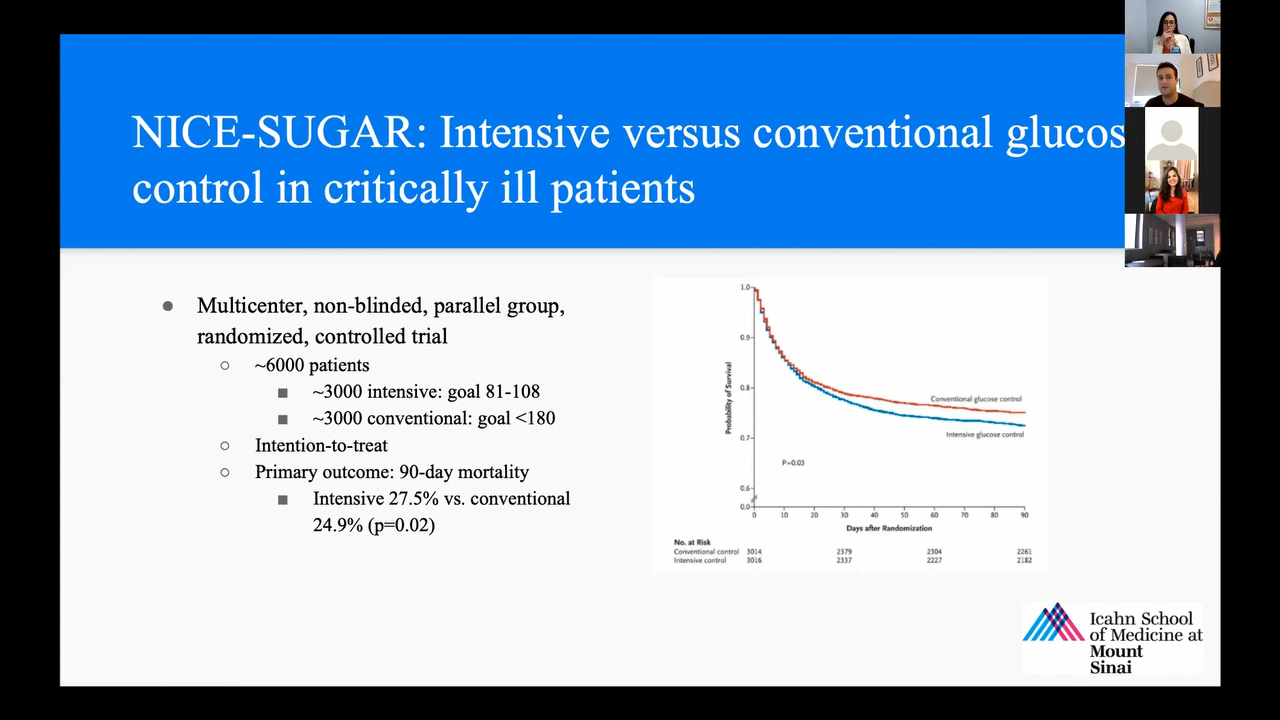 NICE-SUGAR: Intensive versus conventional glucos
control in critically ill patients
Multicenter, non-blinded, parallel group,
randomized, controlled trial
~6000 patients
~3000 intensive: goal 81-108
~3000 conventional: goal <180
Intention-to-treat
Primary outcome: 90-day mortality
Intensive 27.5% vs. conventional
24.9% (p=0.02)
Probability of Survival
1.0
0.9
0.8
0.7
0.6
0.0
Conventional glucose control
Intensive glucose control
P=0.03
0 10 20 30 40 50 60 70 80 90
Days after Randomization
No. at Risk
Conventional control 3014 2379 2304 2261
Intensive control 3016 2337 2227 2182
Icahn School
of Medicine at
Mount
Sinai